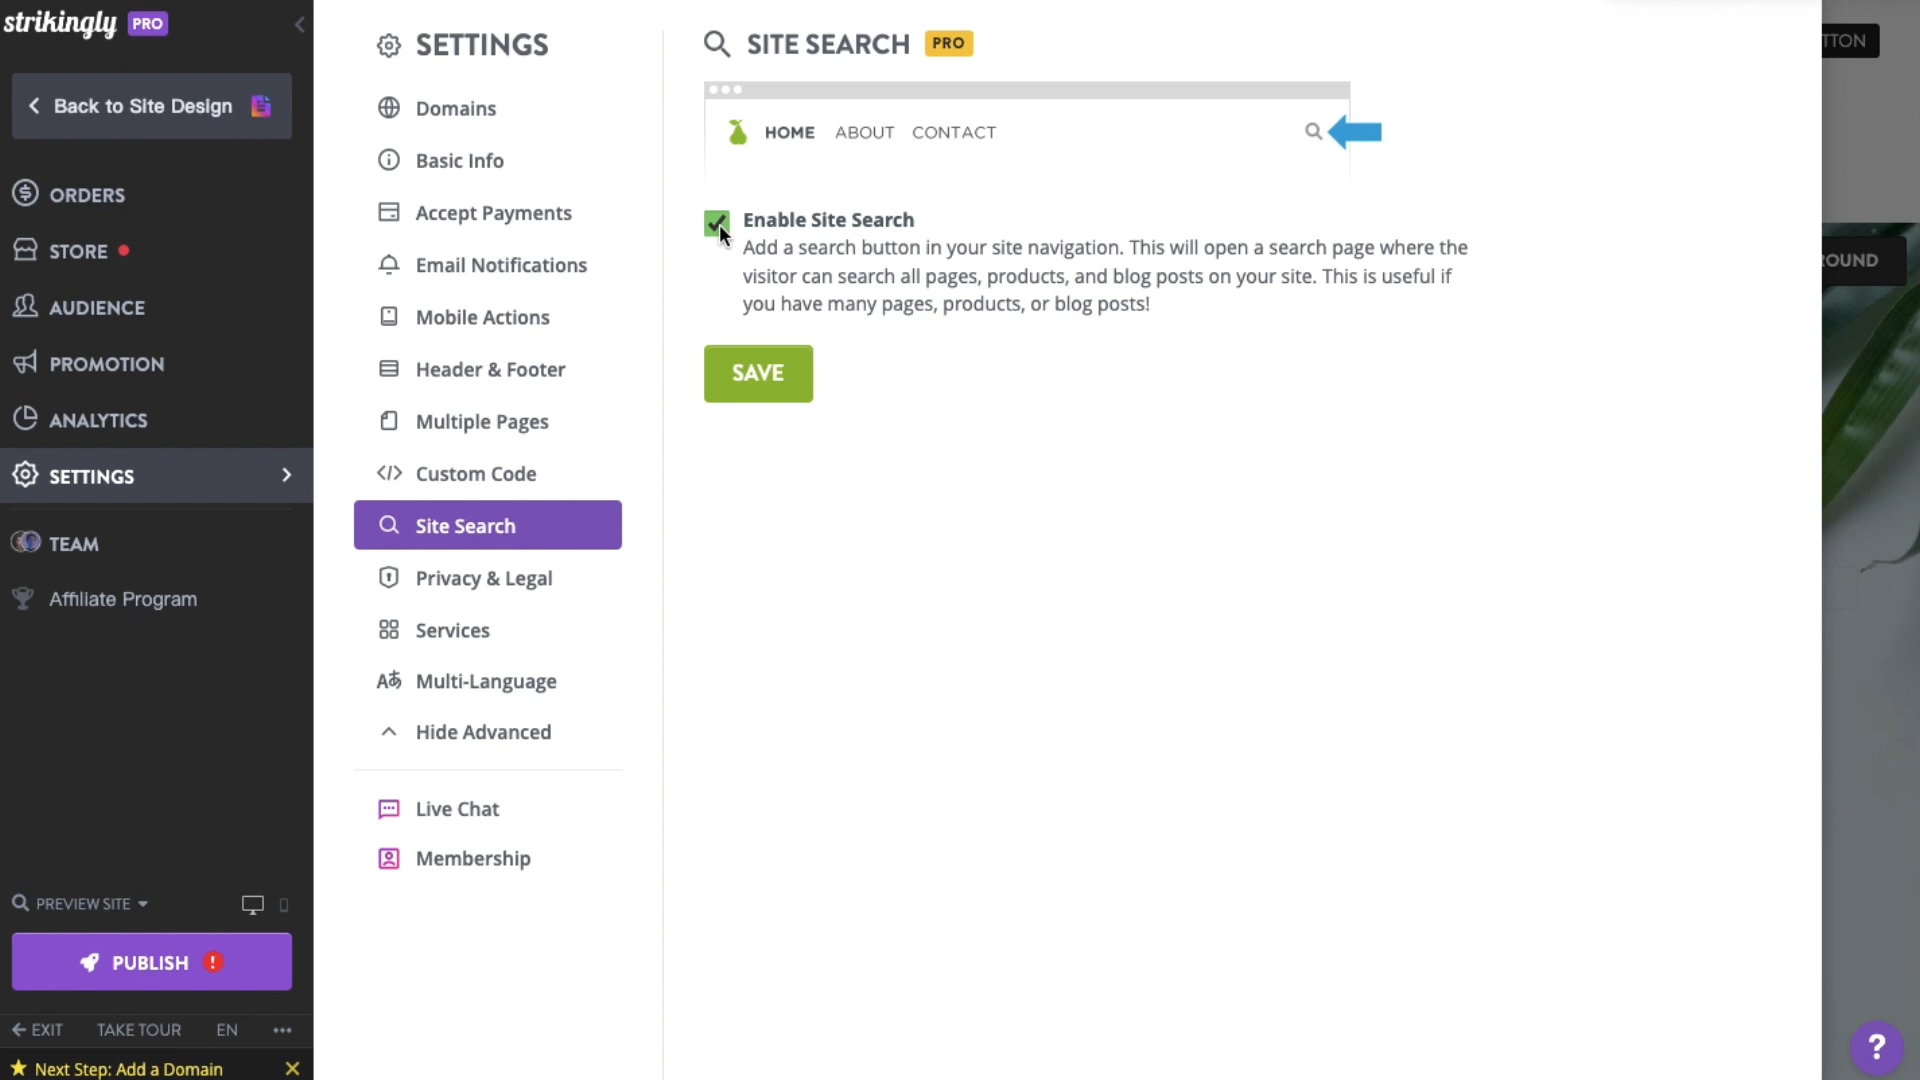 strikingly PRO
Back to Site Design
ORDERS
STORE
AUDIENCE
PROMOTION
ANALYTICS
SETTINGS
TEAM
Affiliate Program
PREVIEW SITE
PUBLISH !
EXIT TAKE TOUR EN •••
Next Step: Add a Domain
SETTINGS
Domains
Basic Info
Accept Payments
Email Notifications
Mobile Actions
Header & Footer
Multiple Pages
</> Custom Code
Site Search
Privacy & Legal
Services
Aあ Multi-Language
Hide Advanced
Live Chat
Membership
SITE SEARCH PRO
HOME ABOUT CONTACT
Enable Site Search
Add a search button in your site navigation. This will open a search page where the
visitor can search all pages, products, and blog posts on your site. This is useful if
you have many pages, products, or blog posts!
SAVE
TTON
ROUND
?